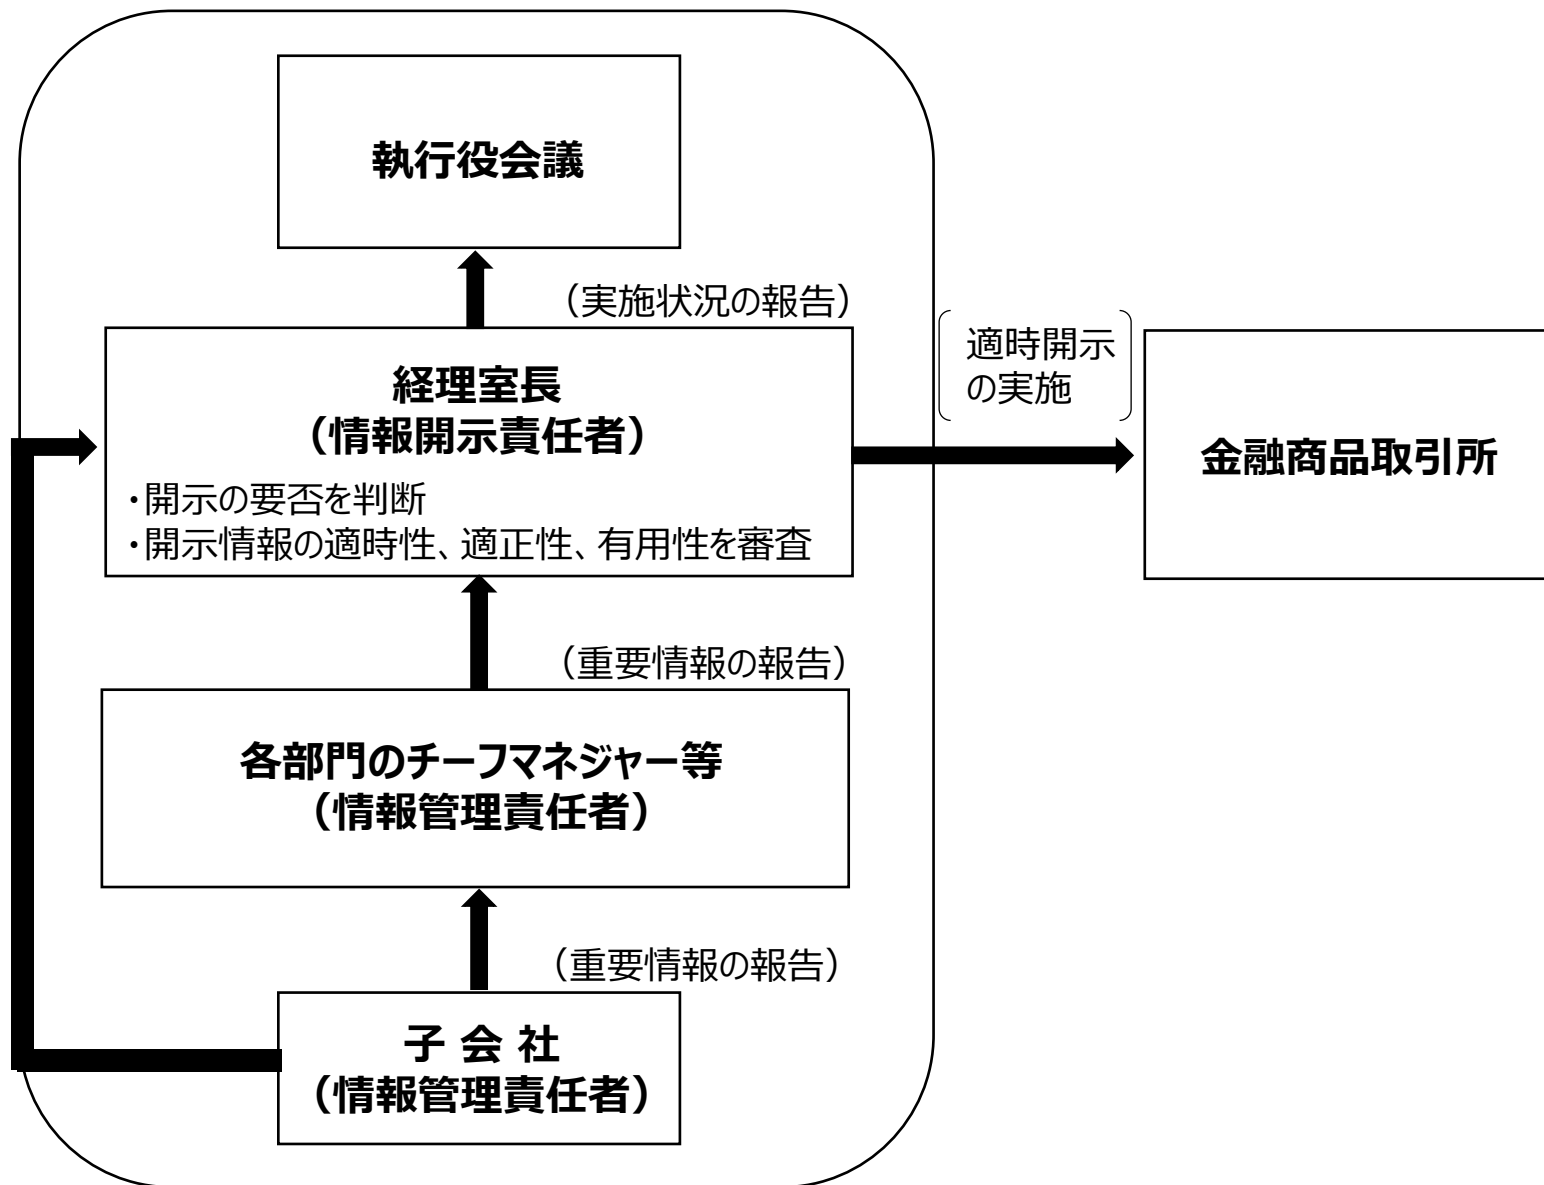 執行役会議
（実施状況の報告）
経理室長
（情報開示責任者）
・開示の要否を判断
・開示情報の適時性、適正性、有用性を審査
適時開示
の実施
金融商品取引所
（重要情報の報告）
各部門のチーフマネジャー等
（情報管理責任者）
（重要情報の報告）
子 会 社
（情報管理責任者）